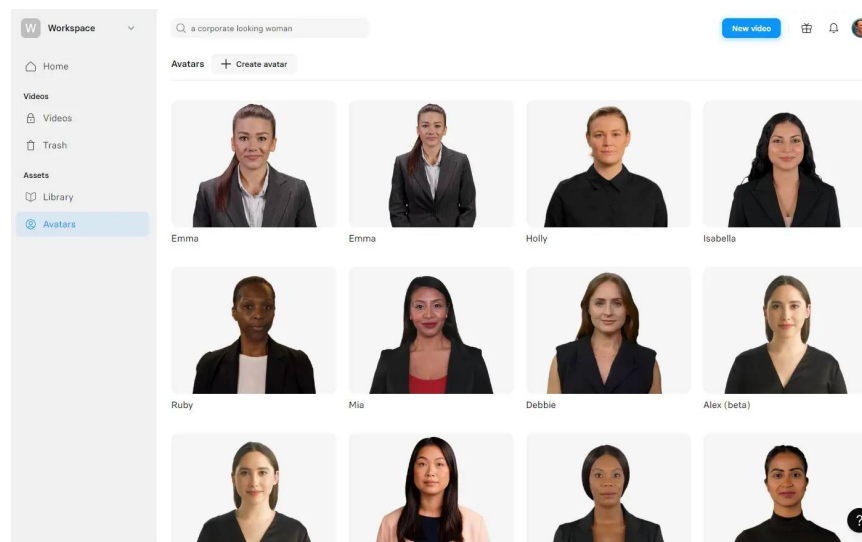 W Workspace
a corporate looking woman
New video
Home
Avatars
+ Create avatar
Videos
Videos
Trash
Assets
Library
Avatars
Emma
Emma
Holly
Isabella
Ruby
Mia
Debbie
Alex (beta)
?